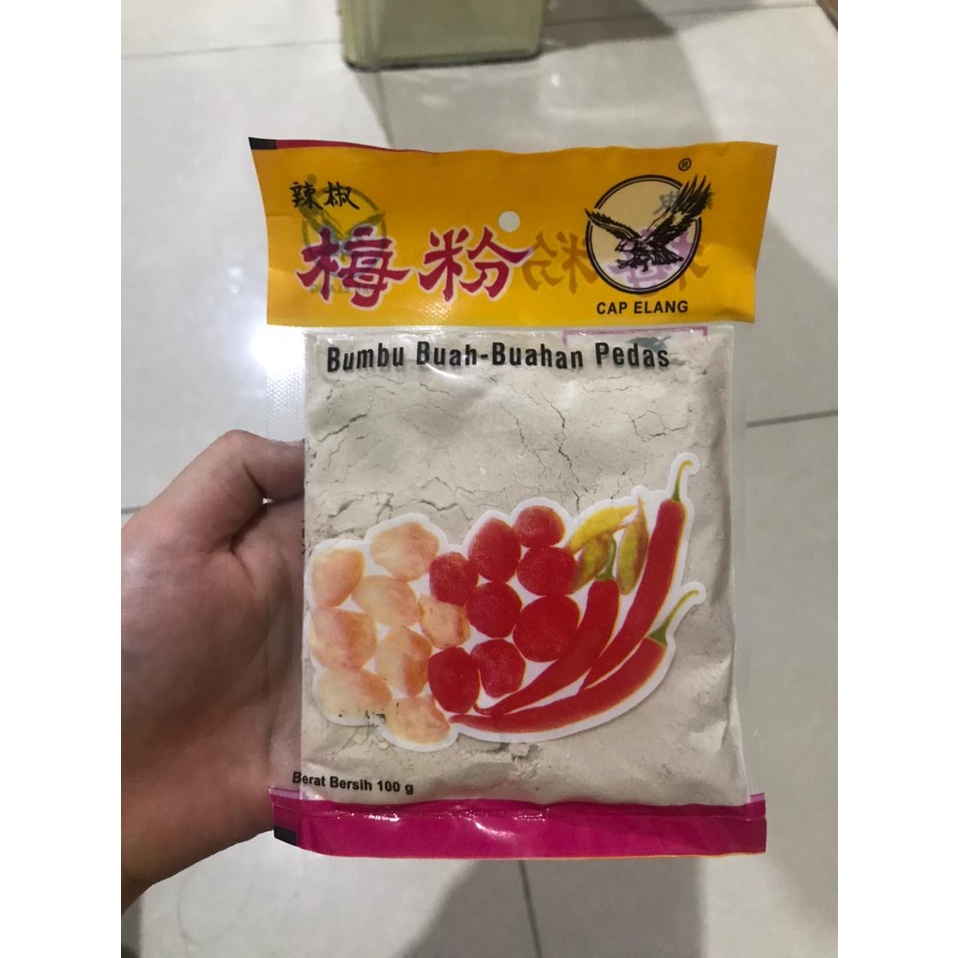 辣椒
梅粉
®
CAP ELANG
Bumbu Buah-Buahan Pedas
Berat Bersih 100 g